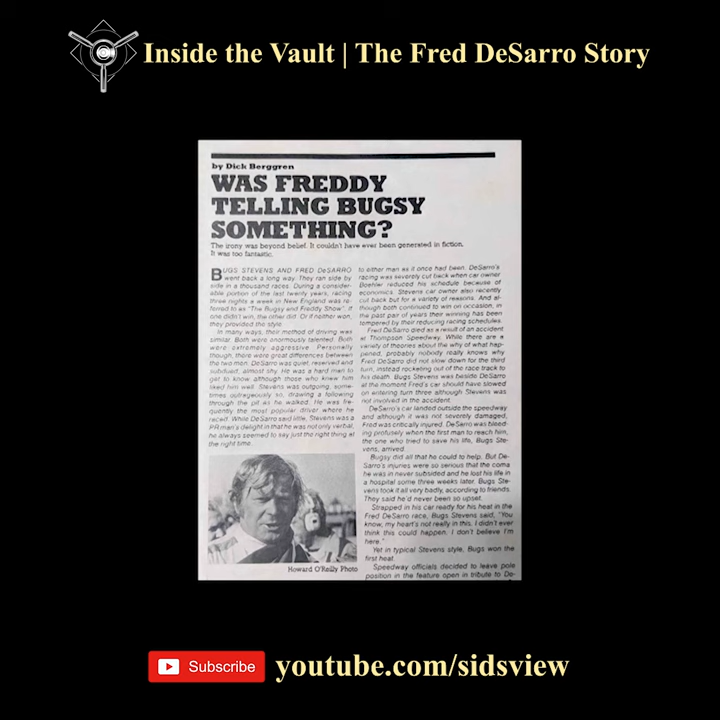 Inside the Vault | The Fred DeSarro Story
by Dick Berggren
WAS FREDDY
TELLING BUGSY
SOMETHING?
The irony was beyond belief. It couldn't have ever been generated in fiction.
It was too fantastic.
BUGS STEVENS AND FRED DeSARRO
went back a long way. They ran side by
side in a thousand races. During a consider-
able portion of the last twenty years, racing
three nights a week in New England was re-
ferred to as "The Bugsy and Freddy Show". If
one didn't win, the other did. Or if neither won,
they provided the style.
In many ways, their method of driving was
similar. Both were enormously talented. Both
were extremely aggressive. Personally
though, there were great differences between
the two men. DeSarro was quiet, reserved and
subdued, almost shy. He was a hard man to
get to know although those who knew him
liked him well. Stevens was outgoing, some-
times outrageously so, drawing a following
through the pit as he walked. He was fre-
quently the most popular driver where he
raced. While DeSarro said little, Stevens was a
PR man's delight in that he was not only verbal,
he always seemed to say just the right thing at
the right time.
Howard O'Reilly Photo
to either man as it once had been. DeSarro's
racing was severely cut back when car owner
Boehler reduced his schedule because of
economics. Stevens car owner also recently
cut back but for a variety of reasons. And al-
though both continued to win on occasion, in
the past pair of years their winning has been
tempered by their reducing racing schedules.
Fred DeSarro died as a result of an accident
at Thompson Speedway. While there are a
variety of theories about the why of what hap-
pened, probably nobody really knows why
Fred DeSarro did not slow down for the third
turn, instead rocketing out of the race track to
his death. Bugs Stevens was beside DeSarro
at the moment Fred's car should have slowed
on entering turn three although Stevens was
not involved in the accident.
DeSarro's car landed outside the speedway
and although it was not severely damaged,
Fred was critically injured. DeSarro was bleed-
ing profusely when the first man to reach him,
the one who tried to save his life, Bugs Ste-
vens, arrived.
Bugsy did all that he could to help. But De-
Sarro's injuries were so serious that the coma
he was in never subsided and he lost his life in
a hospital some three weeks later. Bugs Ste-
vens took it all very badly, according to friends.
They said he'd never been so upset.
Strapped in his car ready for his heat in the
Fred DeSarro race, Bugs Stevens said, "You
know, my heart's not really in this. I didn't ever
think this could happen. I don't believe I'm
here."
Yet in typical Stevens style, Bugs won the
first heat.
Speedway officials decided to leave pole
position in the feature open in tribute to De-
Subscribe
youtube.com/sidsview